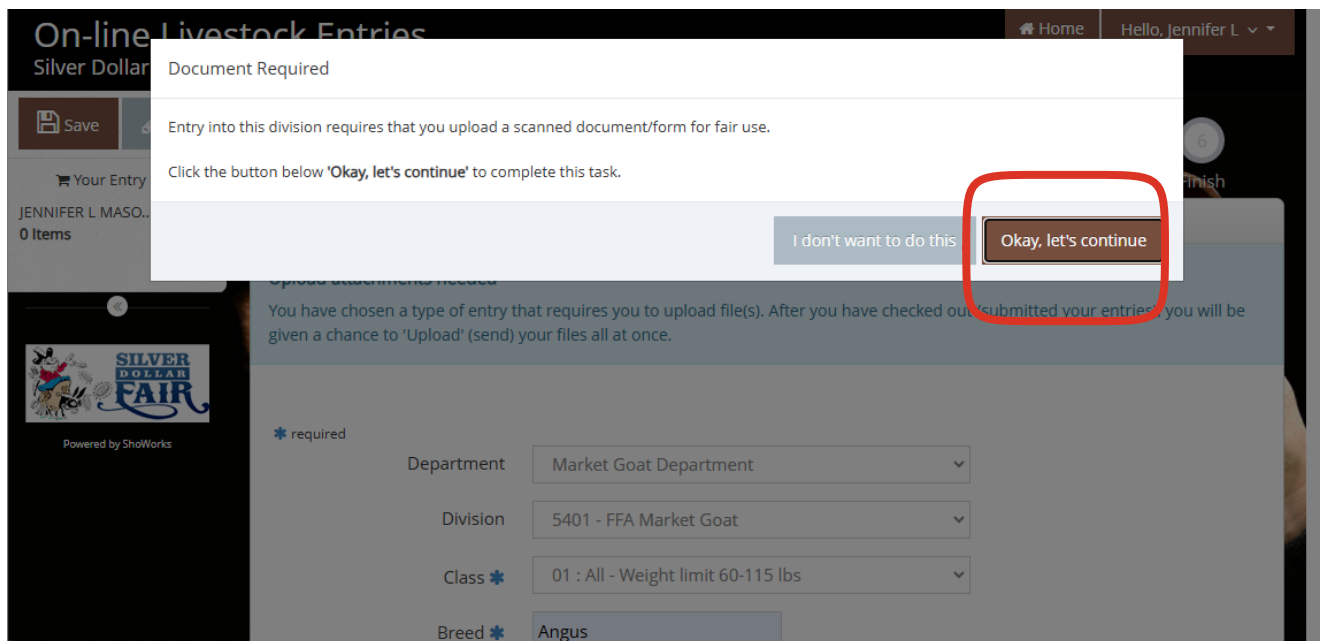 On-line Livestock Entries
Home
Hello, Jennifer L
Silver Dollar
Document Required
Save
Entry into this division requires that you upload a scanned document/form for fair use.
6
Click the button below 'Okay, let's continue' to complete this task.
Your Entry
Finish
JENNIFER L MASO...
0 Items
I don't want to do this
Okay, let's continue
Upload attachments needed
You have chosen a type of entry that requires you to upload file(s). After you have checked out (submitted your entries), you will be
given a chance to 'Upload' (send) your files all at once.
SILVER
DOLLAR
FAIR
Powered by ShoWorks
* required
Department
Market Goat Department
Division
5401 - FFA Market Goat
Class *
01 : All - Weight limit 60-115 lbs
Breed *
Angus